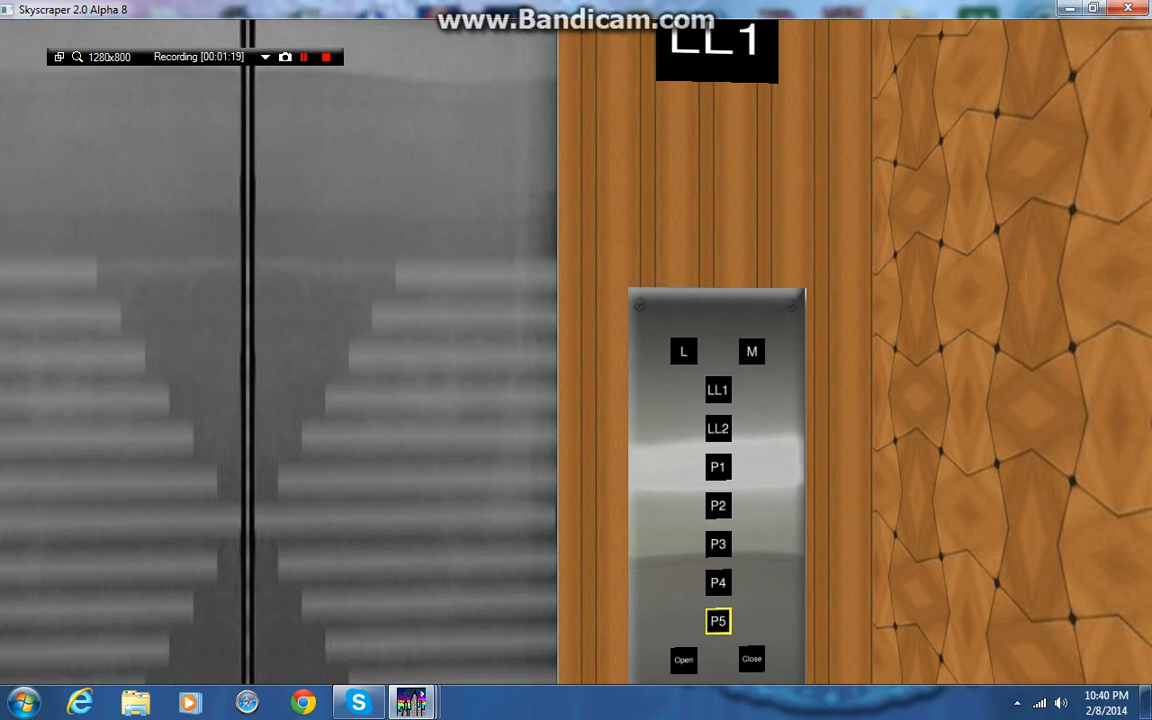 Skyscraper 2.0 Alpha 8
www.Bandicam.com
1280x800 Recording [00:01:19]
LL1
L M
LL1
LL2
P1
P2
P3
P4
P5
Open Close
10:40 PM
2/8/2014